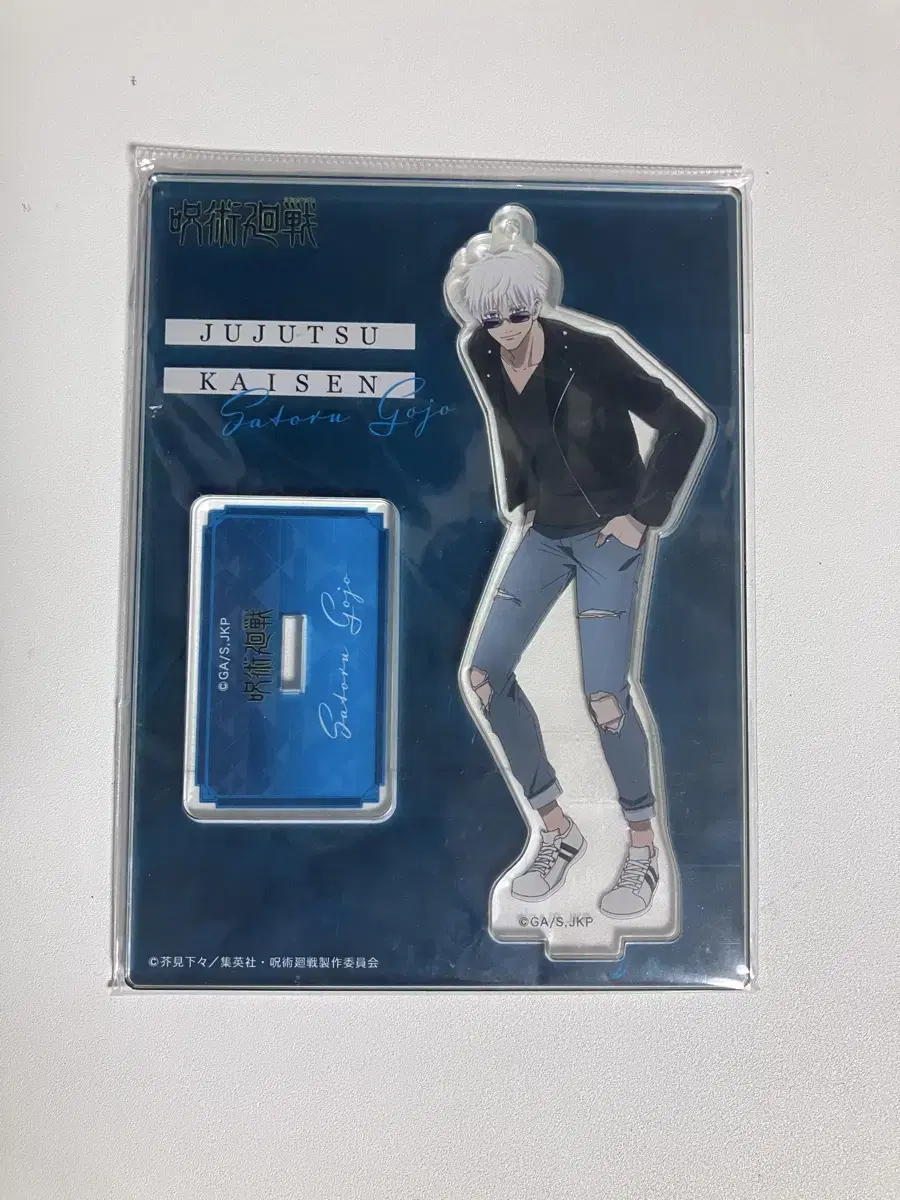 呪術廻戦
JUJUTSU
KAISEN
Satoru Gojo
©GA/S,JKP
呪術廻戦
Satoru Gojo
©GA/S,JKP
©芥見下々／集英社・呪術廻戦製作委員会